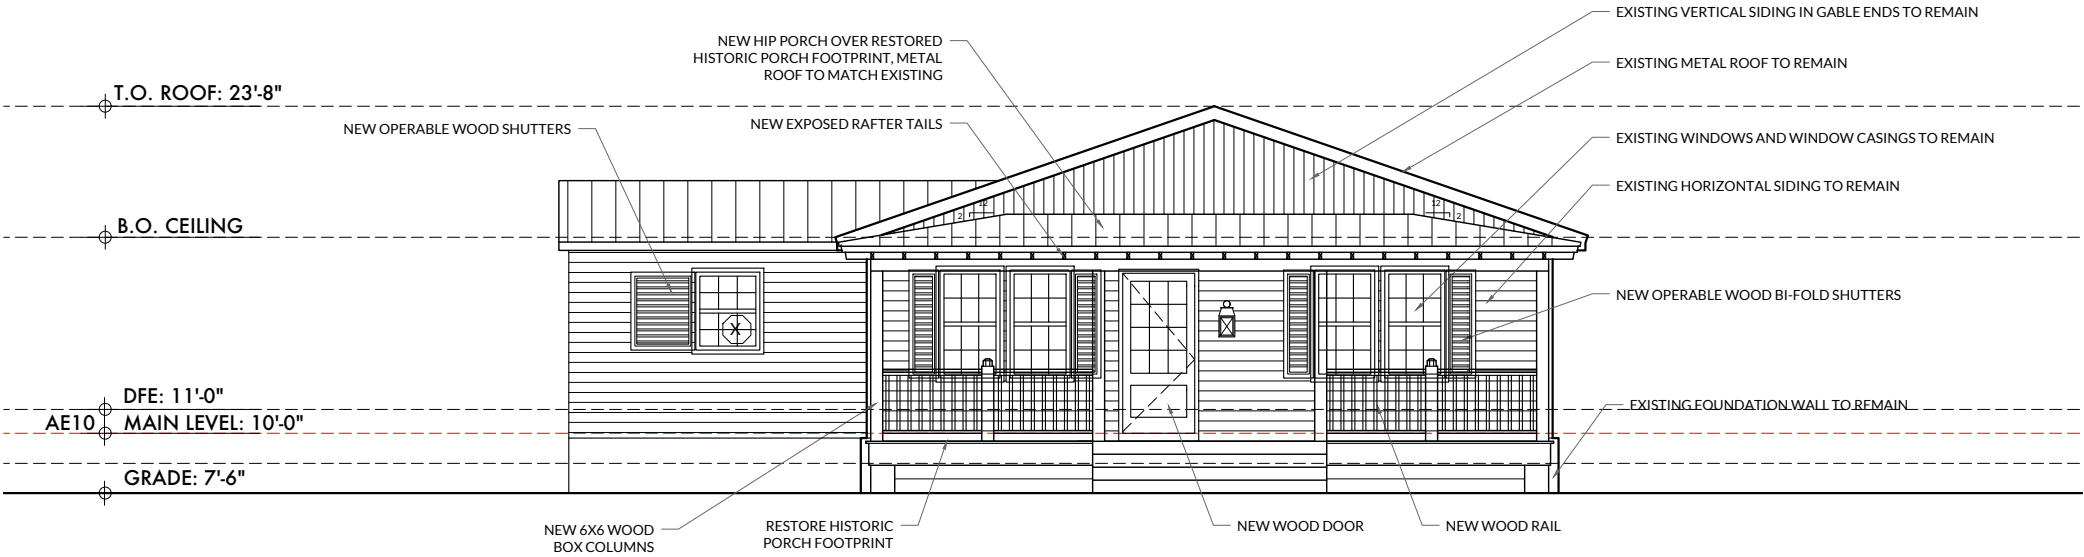 EXISTING VERTICAL SIDING IN GABLE ENDS TO REMAIN
NEW HIP PORCH OVER RESTORED
HISTORIC PORCH FOOTPRINT, METAL
ROOF TO MATCH EXISTING
EXISTING METAL ROOF TO REMAIN
T.O. ROOF: 23'-8"
NEW OPERABLE WOOD SHUTTERS
NEW EXPOSED RAFTER TAILS
EXISTING WINDOWS AND WINDOW CASINGS TO REMAIN
EXISTING HORIZONTAL SIDING TO REMAIN
12
2
12
2
B.O. CEILING
NEW OPERABLE WOOD BI-FOLD SHUTTERS
X
DFE: 11'-0"
EXISTING FOUNDATION WALL TO REMAIN
AE10
MAIN LEVEL: 10'-0"
GRADE: 7'-6"
NEW 6X6 WOOD
BOX COLUMNS
RESTORE HISTORIC
PORCH FOOTPRINT
NEW WOOD DOOR
NEW WOOD RAIL